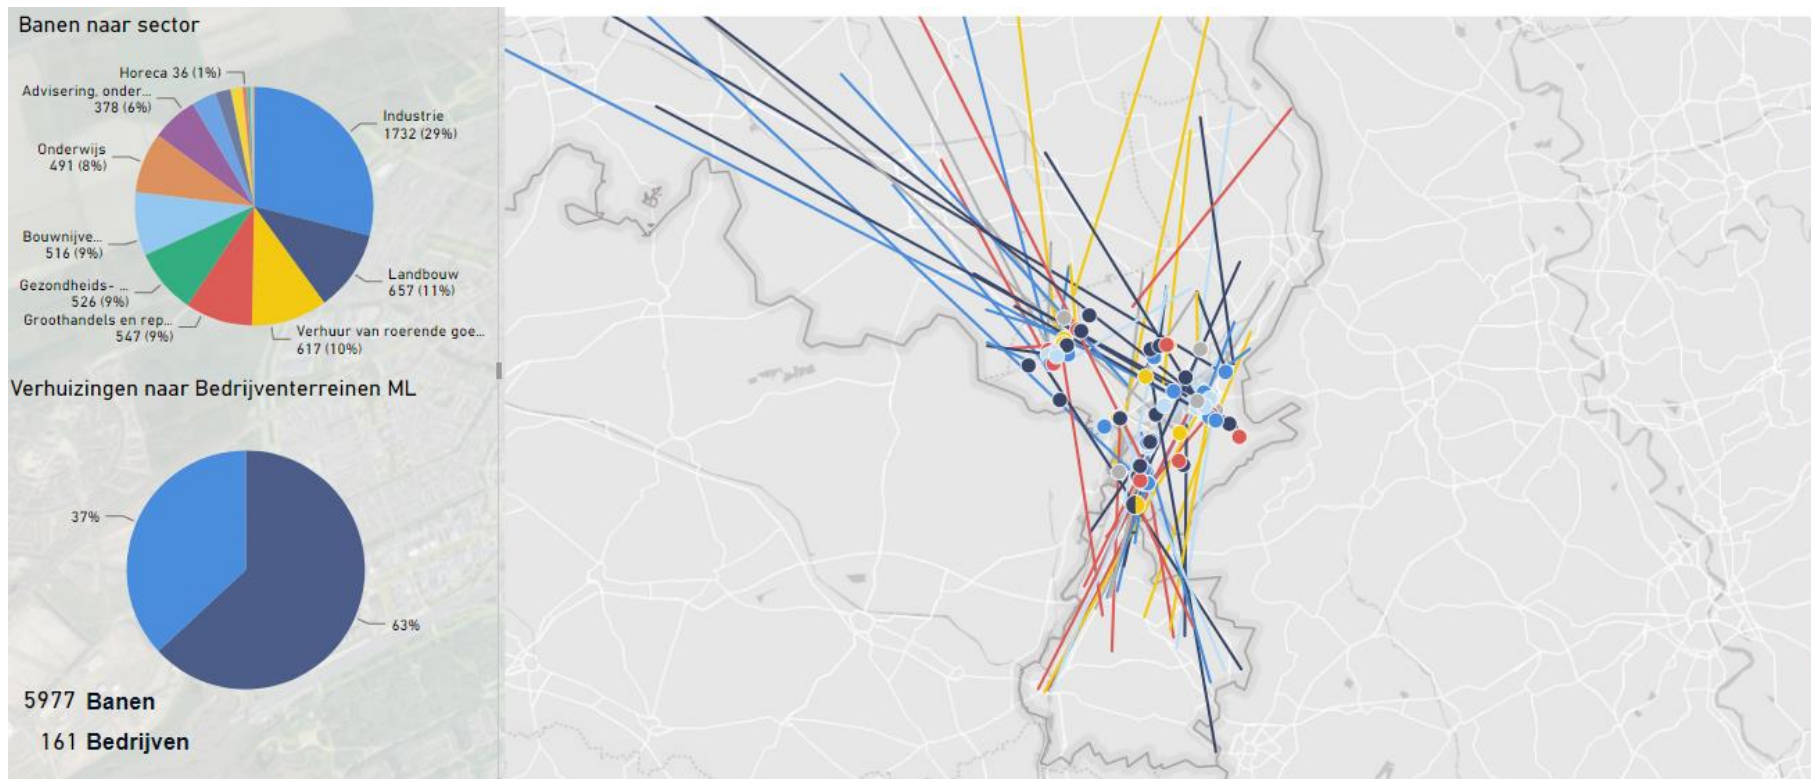 Banen naar sector
Horeca 36 (1%)
Advisering, onder...
378 (6%)
Industrie
1732 (29%)
Onderwijs
491 (8%)
Bouwnijve...
516 (9%)
Landbouw
657 (11%)
Gezondheids- ...
526 (9%)
Groothandels en rep...
547 (9%)
Verhuur van roerende goe...
617 (10%)
Verhuizingen naar Bedrijventerreinen ML
37%
63%
5977 Banen
161 Bedrijven